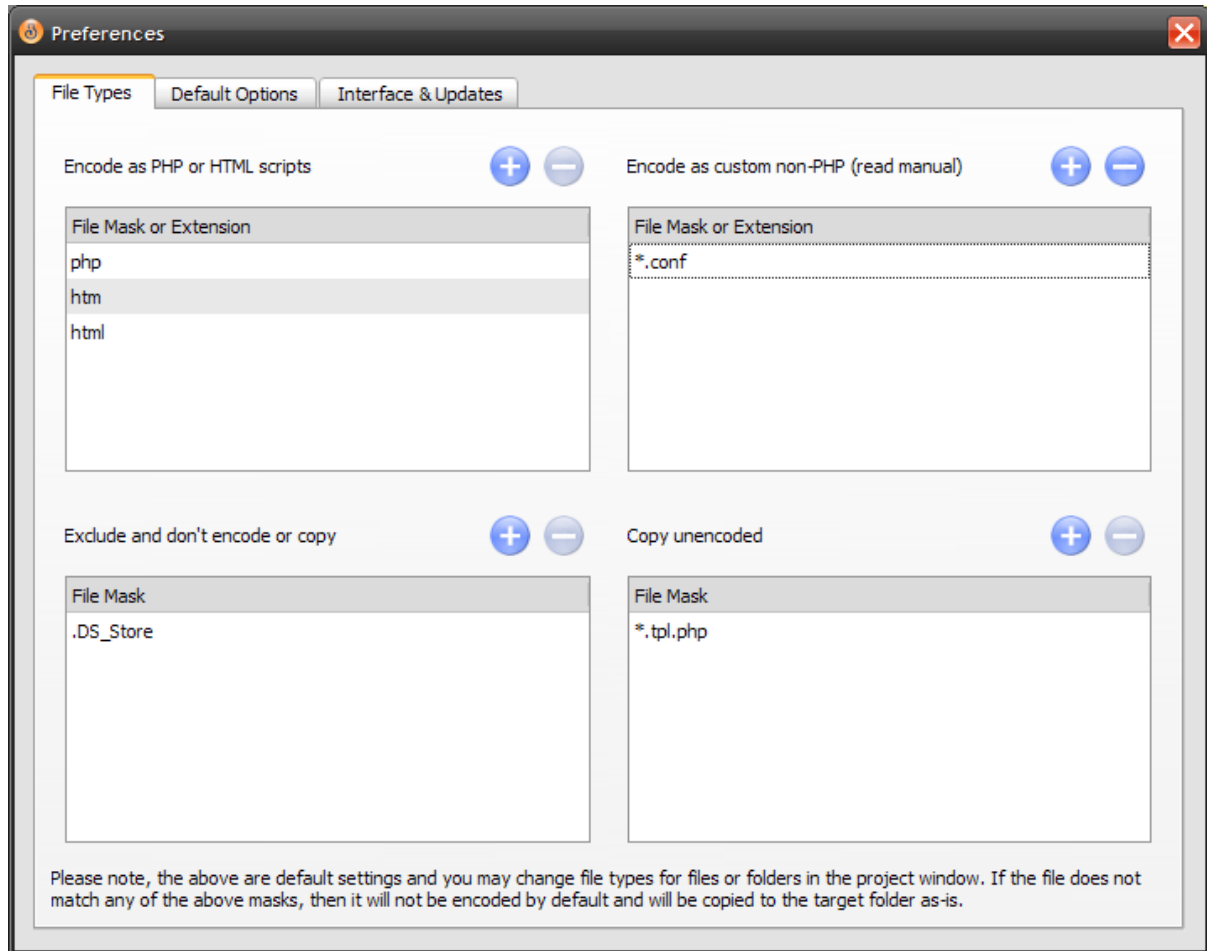 Preferences
File Types Default Options Interface & Updates
Encode as PHP or HTML scripts
File Mask or Extension
php
htm
html
Encode as custom non-PHP (read manual)
File Mask or Extension
*.conf
Exclude and don't encode or copy
File Mask
.DS_Store
Copy unencoded
File Mask
*.tpl.php
Please note, the above are default settings and you may change file types for files or folders in the project window. If the file does not
match any of the above masks, then it will not be encoded by default and will be copied to the target folder as-is.